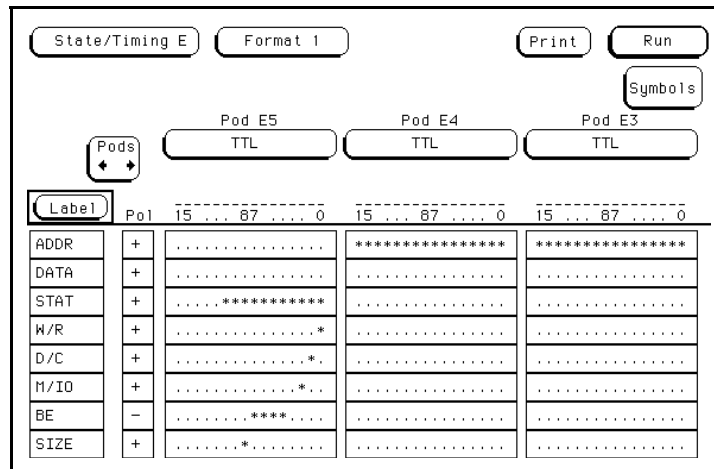 State/Timing E Format 1 Print Run
Symbols
Pod E5 Pod E4 Pod E3
Pods TTL TTL TTL
Label Pol 15 ... 87 .... 0 15 ... 87 .... 0 15 ... 87 .... 0
ADDR + ................ **************** ****************
DATA + ................ ................ ................
STAT + .....*********** ................ ................
W/R + ...............* ................ ................
D/C + ..............*. ................ ................
M/IO + .............*.. ................ ................
BE - ........****.... ................ ................
SIZE + .......*........ ................ ................